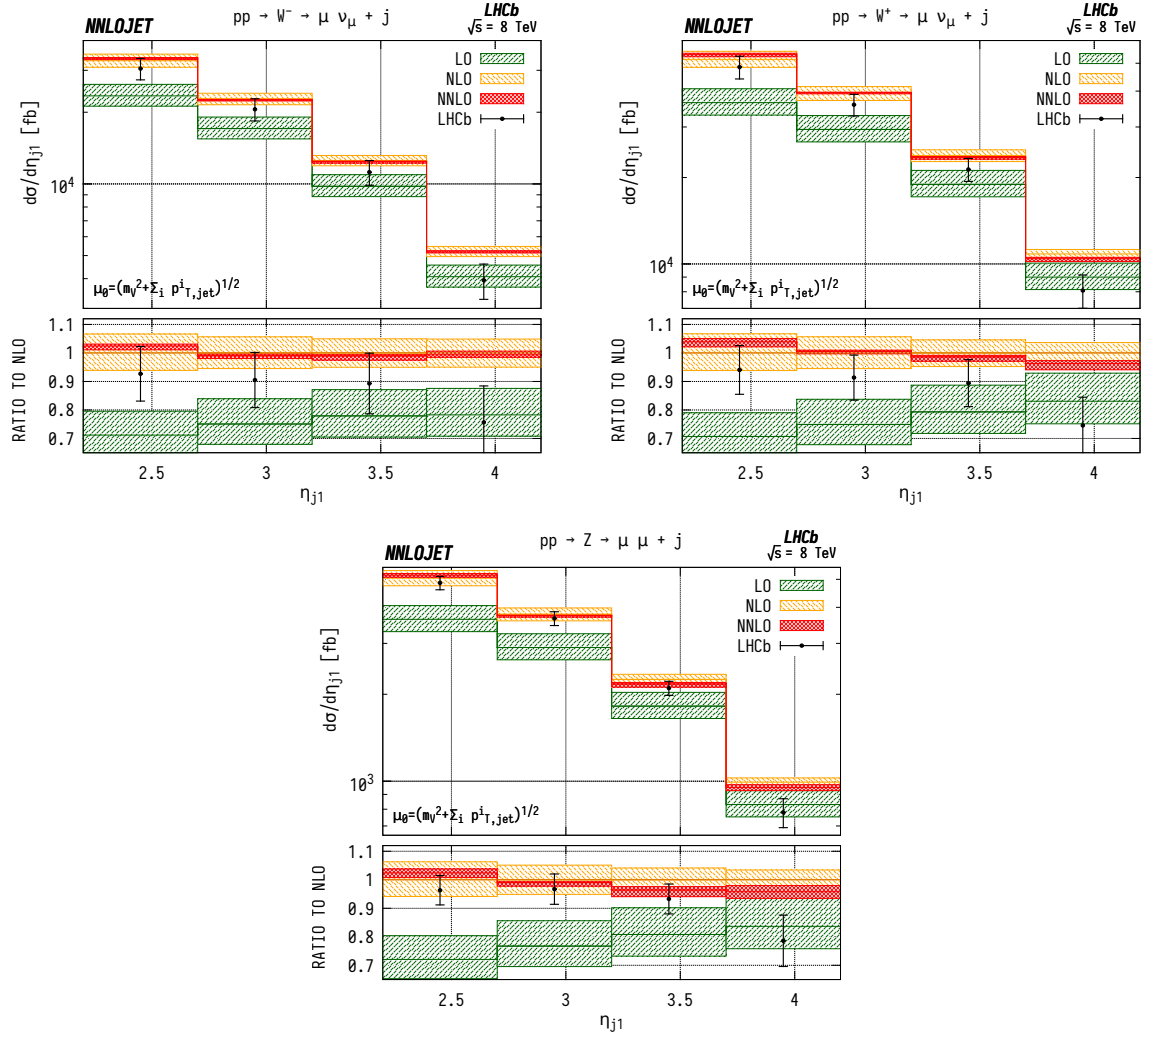 pp → W⁻ → μ ν_μ + j
NNLOJET
LHCb
√s = 8 TeV
LO
NLO
NNLO
LHCb
dσ/dη_j1 [fb]
10⁴
μ₀=(m_V²+Σ_i p^i_T,jet)^1/2
RATIO TO NLO
1.1
1
0.9
0.8
0.7
2.5 3 3.5 4
η_j1
pp → W⁺ → μ ν_μ + j
NNLOJET
LHCb
√s = 8 TeV
LO
NLO
NNLO
LHCb
dσ/dη_j1 [fb]
10⁴
μ₀=(m_V²+Σ_i p^i_T,jet)^1/2
RATIO TO NLO
1.1
1
0.9
0.8
0.7
2.5 3 3.5 4
η_j1
pp → Z → μ μ + j
NNLOJET
LHCb
√s = 8 TeV
LO
NLO
NNLO
LHCb
dσ/dη_j1 [fb]
10³
μ₀=(m_V²+Σ_i p^i_T,jet)^1/2
RATIO TO NLO
1.1
1
0.9
0.8
0.7
2.5 3 3.5 4
η_j1